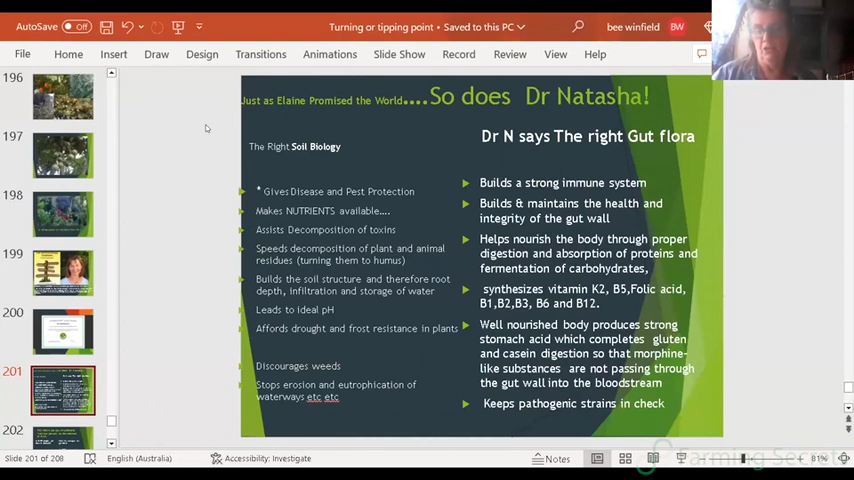 AutoSave
Off
Turning or tipping point • Saved to this PC
bee winfield
BW
File
Home
Insert
Draw
Design
Transitions
Animations
Slide Show
Record
Review
View
Help
196
197
198
199
200
201
202
Just as Elaine Promised the World....So does Dr Natasha!
The Right Soil Biology
* Gives Disease and Pest Protection
Makes NUTRIENTS available....
Assists Decomposition of toxins
Speeds decomposition of plant and animal
residues (turning them to humus)
Builds the soil structure and therefore root
depth, infiltration and storage of water
Leads to ideal pH
Affords drought and frost resistance in plants
Discourages weeds
Stops erosion and eutrophication of
waterways etc etc
Dr N says The right Gut flora
Builds a strong immune system
Builds & maintains the health and
integrity of the gut wall
Helps nourish the body through proper
digestion and absorption of proteins and
fermentation of carbohydrates,
synthesizes vitamin K2, B5,Folic acid,
B1,B2,B3, B6 and B12.
Well nourished body produces strong
stomach acid which completes gluten
and casein digestion so that morphine-
like substances are not passing through
the gut wall into the bloodstream
Keeps pathogenic strains in check
Farming Secrets
Slide 201 of 208
English (Australia)
Accessibility: Investigate
Notes
81%